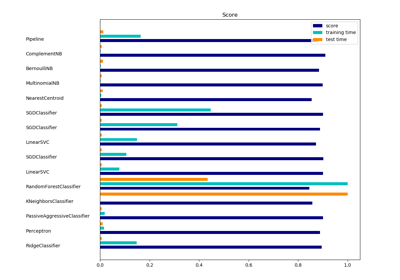 Score
score
training time
test time
Pipeline
ComplementNB
BernoulliNB
MultinomialNB
NearestCentroid
SGDClassifier
SGDClassifier
LinearSVC
SGDClassifier
LinearSVC
RandomForestClassifier
KNeighborsClassifier
PassiveAggressiveClassifier
Perceptron
RidgeClassifier
0.0 0.2 0.4 0.6 0.8 1.0